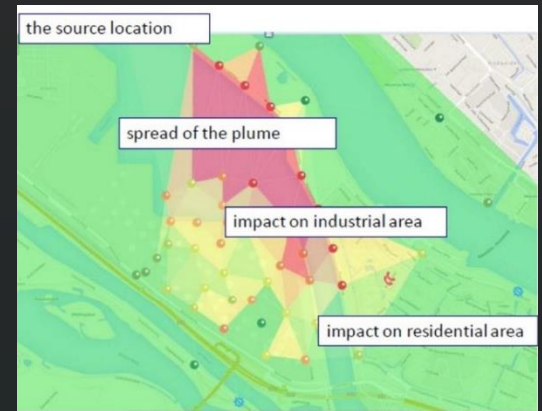 the source location
spread of the plume
impact on industrial area
impact on residential area